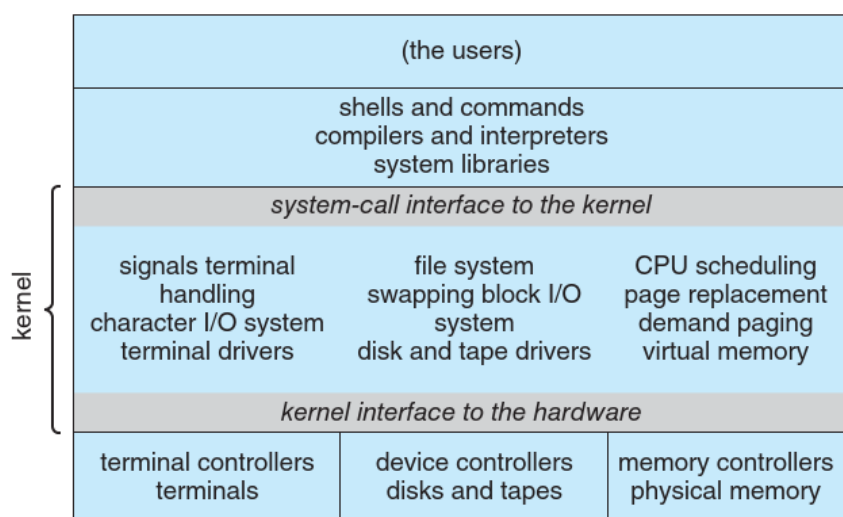 (the users)
shells and commands
compilers and interpreters
system libraries
system-call interface to the kernel
kernel
signals terminal
handling
character I/O system
terminal drivers
file system
swapping block I/O
system
disk and tape drivers
CPU scheduling
page replacement
demand paging
virtual memory
kernel interface to the hardware
terminal controllers
terminals
device controllers
disks and tapes
memory controllers
physical memory